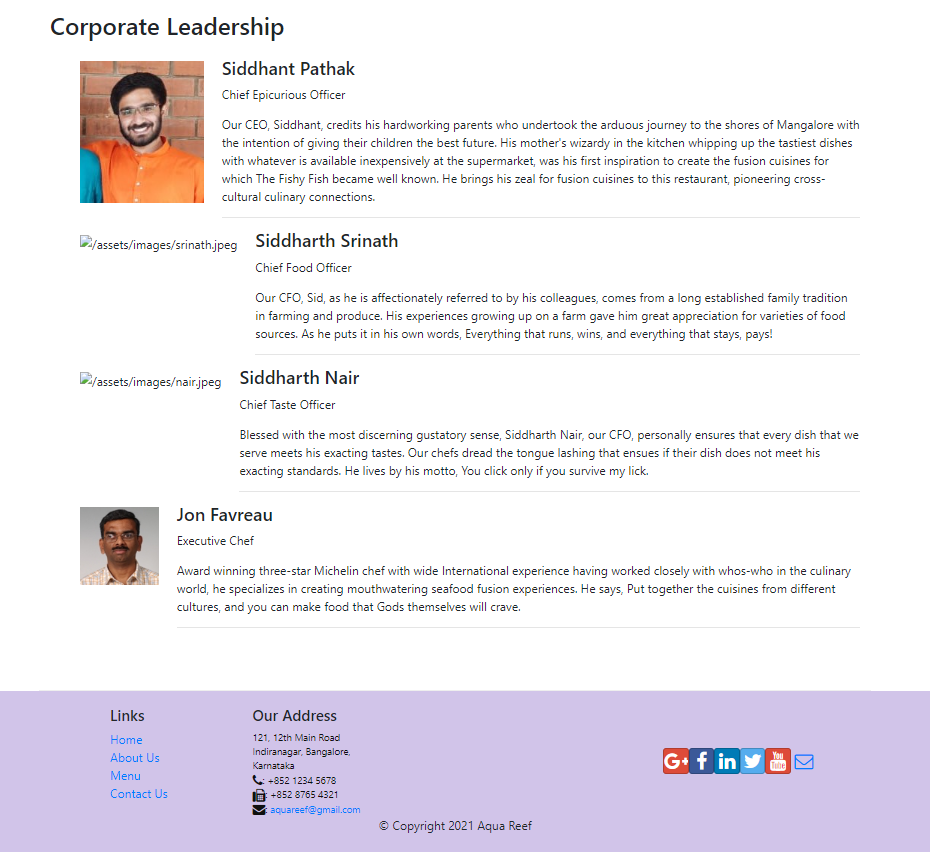 Corporate Leadership
Siddhant Pathak
Chief Epicurious Officer
Our CEO, Siddhant, credits his hardworking parents who undertook the arduous journey to the shores of Mangalore with
the intention of giving their children the best future. His mother's wizardy in the kitchen whipping up the tastiest dishes
with whatever is available inexpensively at the supermarket, was his first inspiration to create the fusion cuisines for
which The Fishy Fish became well known. He brings his zeal for fusion cuisines to this restaurant, pioneering cross-
cultural culinary connections.
/assets/images/srinath.jpeg
Siddharth Srinath
Chief Food Officer
Our CFO, Sid, as he is affectionately referred to by his colleagues, comes from a long established family tradition
in farming and produce. His experiences growing up on a farm gave him great appreciation for varieties of food
sources. As he puts it in his own words, Everything that runs, wins, and everything that stays, pays!
/assets/images/nair.jpeg
Siddharth Nair
Chief Taste Officer
Blessed with the most discerning gustatory sense, Siddharth Nair, our CFO, personally ensures that every dish that we
serve meets his exacting tastes. Our chefs dread the tongue lashing that ensues if their dish does not meet his
exacting standards. He lives by his motto, You click only if you survive my lick.
Jon Favreau
Executive Chef
Award winning three-star Michelin chef with wide International experience having worked closely with whos-who in the culinary
world, he specializes in creating mouthwatering seafood fusion experiences. He says, Put together the cuisines from different
cultures, and you can make food that Gods themselves will crave.
Links
Home
About Us
Menu
Contact Us
Our Address
121, 12th Main Road
Indiranagar, Bangalore,
Karnataka
: +852 1234 5678
: +852 8765 4321
: aquareef@gmail.com
G+ f in You Tube
© Copyright 2021 Aqua Reef